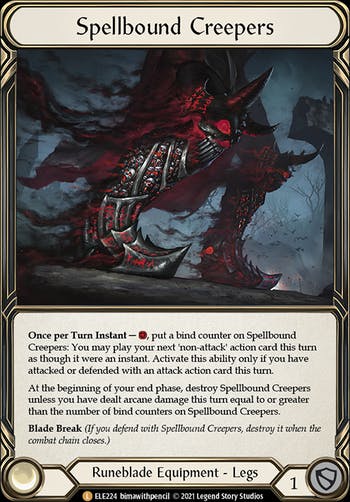 Spellbound Creepers
Once per Turn Instant — , put a bind counter on Spellbound
Creepers: You may play your next 'non-attack' action card this turn
as though it were an instant. Activate this ability only if you have
attacked or defended with an attack action card this turn.
At the beginning of your end phase, destroy Spellbound Creepers
unless you have dealt arcane damage this turn equal to or greater
than the number of bind counters on Spellbound Creepers.
Blade Break (If you defend with Spellbound Creepers, destroy it when
the combat chain closes.)
Runeblade Equipment - Legs
1
L ELE224 bimawithpencil © 2021 Legend Story Studios